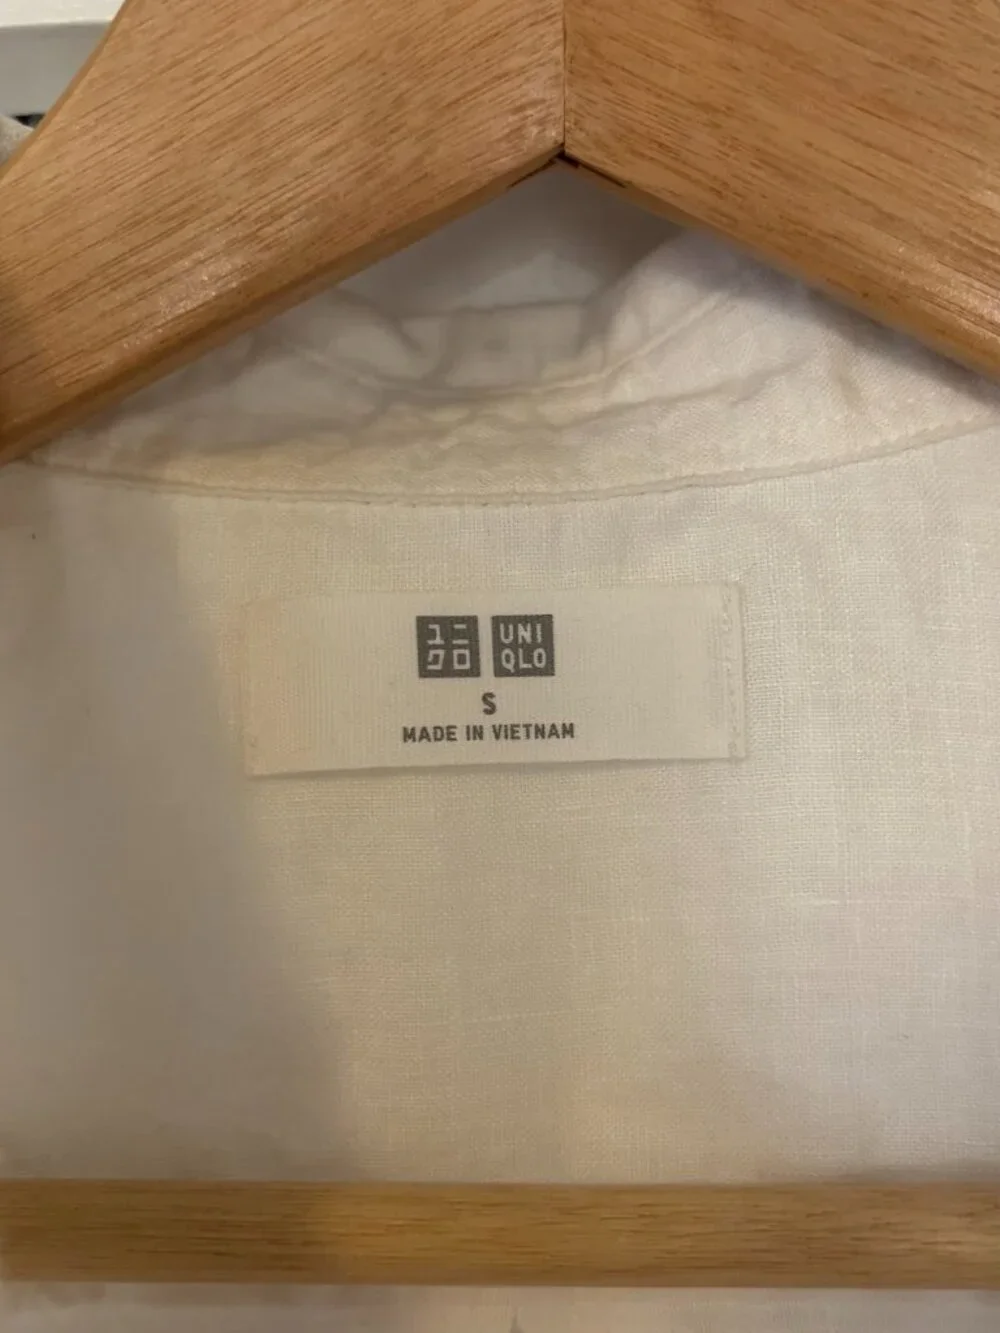 ユニ UNI
クロ QLO
S
MADE IN VIETNAM